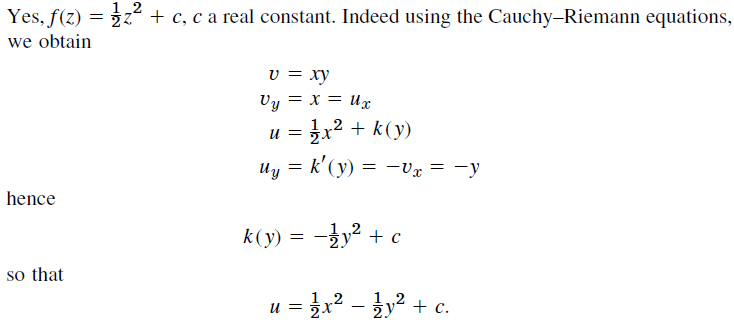 Yes, f(z) = ½z² + c, c a real constant. Indeed using the Cauchy–Riemann equations,
we obtain
v = xy
v_y = x = u_x
u = ½x² + k(y)
u_y = k′(y) = −v_x = −y
hence
k(y) = −½y² + c
so that
u = ½x² − ½y² + c.